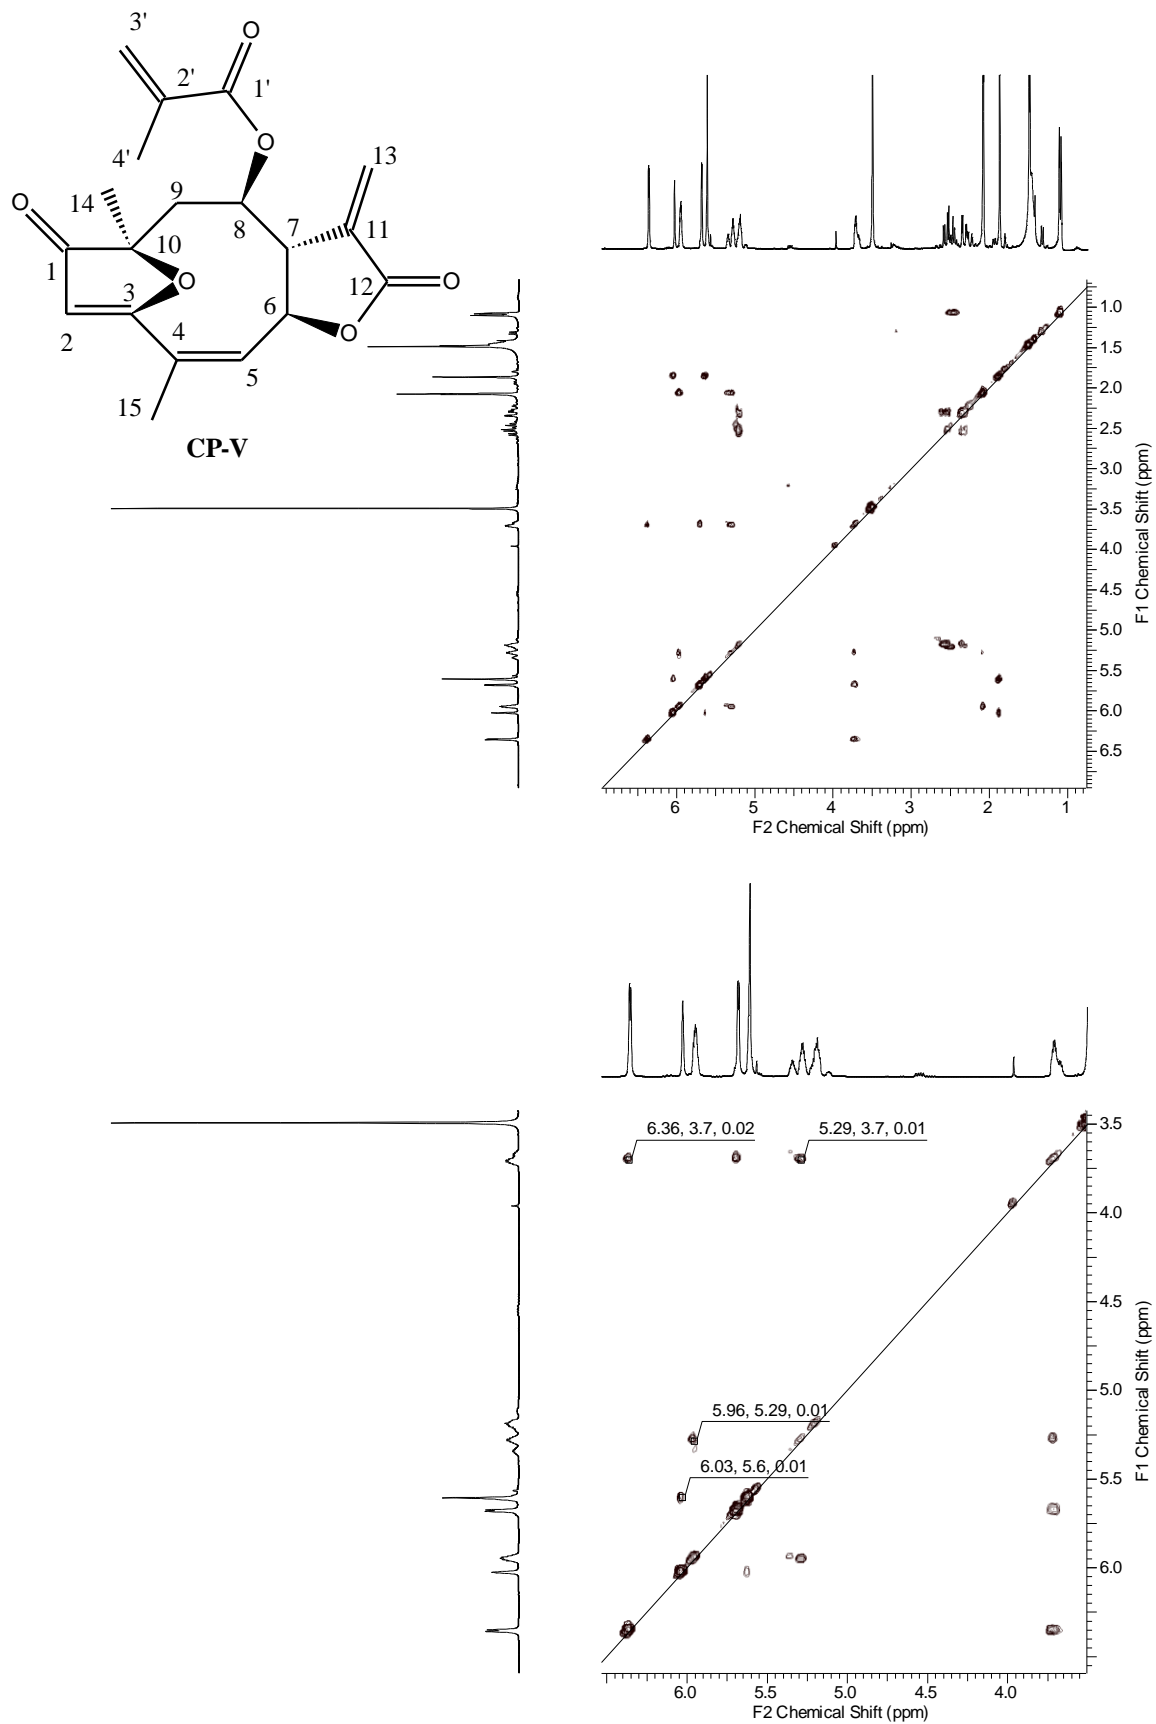 3'
O
2'
1'
O
4'
13
14
9
O
8
7
11
10
1
O
12
O
3
6
O
2
4
5
15
CP-V
1.0
1.5
2.0
2.5
3.0
3.5
4.0
4.5
5.0
5.5
6.0
6.5
F1 Chemical Shift (ppm)
6 5 4 3 2 1
F2 Chemical Shift (ppm)
6.36, 3.7, 0.02
5.29, 3.7, 0.01
5.96, 5.29, 0.01
6.03, 5.6, 0.01
3.5
4.0
4.5
5.0
5.5
6.0
F1 Chemical Shift (ppm)
6.0 5.5 5.0 4.5 4.0
F2 Chemical Shift (ppm)